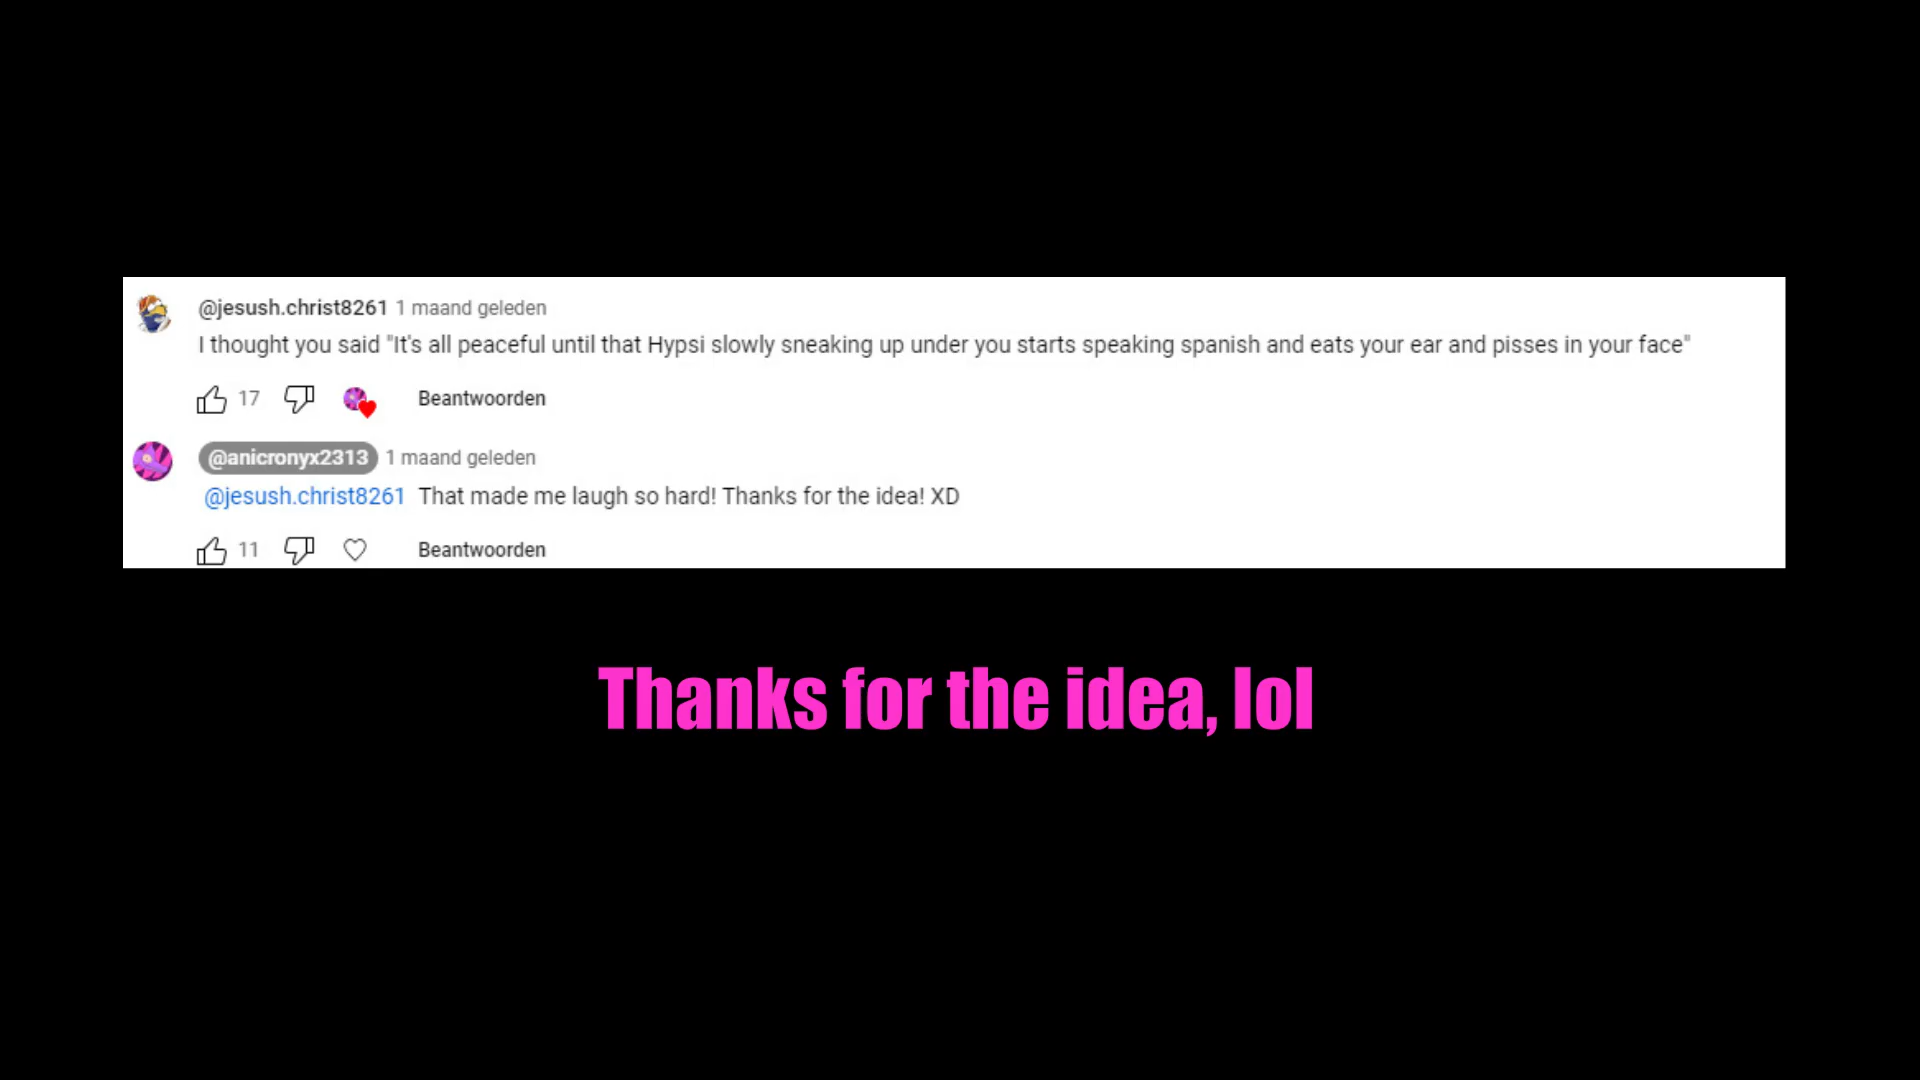 @jesush.christ8261 1 maand geleden
I thought you said "It's all peaceful until that Hypsi slowly sneaking up under you starts speaking spanish and eats your ear and pisses in your face"
17 Beantwoorden
@anicronyx2313 1 maand geleden
@jesush.christ8261 That made me laugh so hard! Thanks for the idea! XD
11 Beantwoorden
Thanks for the idea, lol